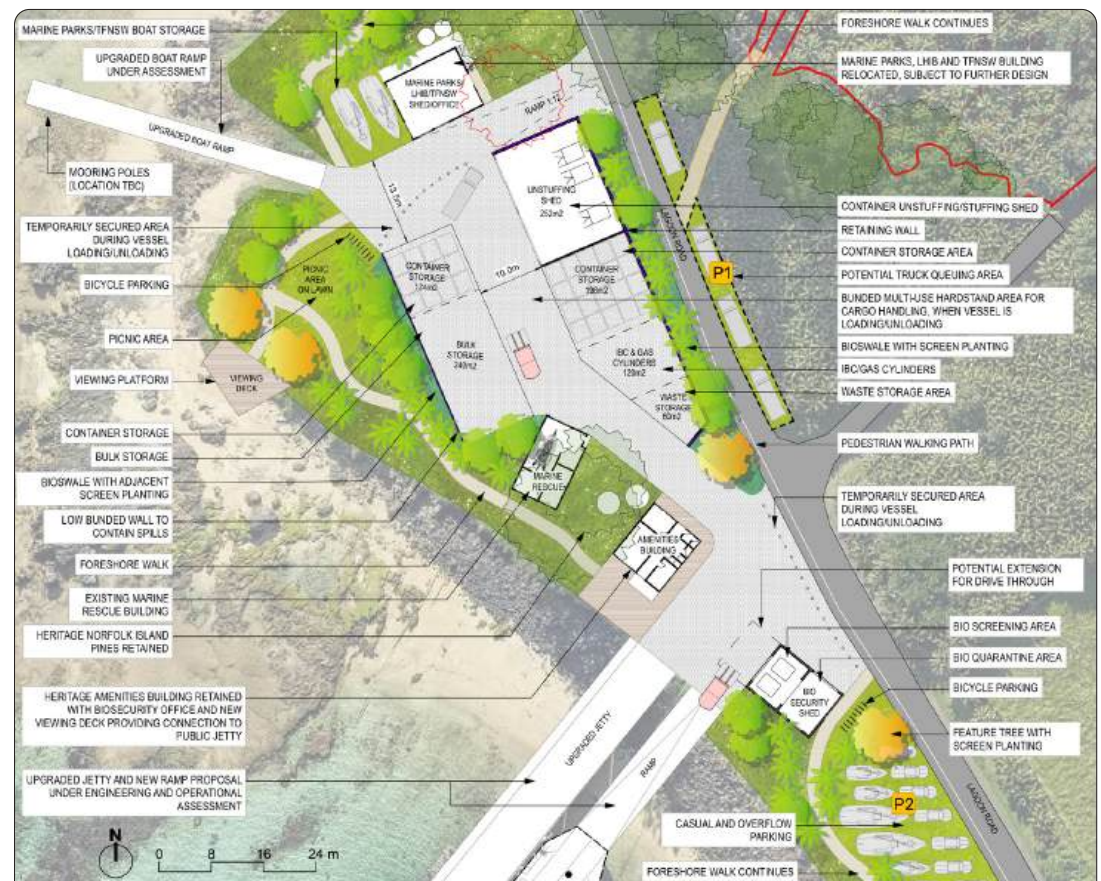 MARINE PARKS/TFNSW BOAT STORAGE
UPGRADED BOAT RAMP
UNDER ASSESSMENT
UPGRADED BOAT RAMP
MOORING POLES
(LOCATION TBC)
TEMPORARILY SECURED AREA
DURING VESSEL
LOADING/UNLOADING
BICYCLE PARKING
PICNIC AREA
VIEWING PLATFORM
CONTAINER STORAGE
BULK STORAGE
BIOSWALE WITH ADJACENT
SCREEN PLANTING
LOW BUNDED WALL TO
CONTAIN SPILLS
FORESHORE WALK
EXISTING MARINE
RESCUE BUILDING
HERITAGE NORFOLK ISLAND
PINES RETAINED
HERITAGE AMENITIES BUILDING RETAINED
WITH BIOSECURITY OFFICE AND NEW
VIEWING DECK PROVIDING CONNECTION TO
PUBLIC JETTY
UPGRADED JETTY AND NEW RAMP PROPOSAL
UNDER ENGINEERING AND OPERATIONAL
ASSESSMENT
N
0 8 16 24 m
MARINE PARKS/
LHIB/TFNSW
SHED/OFFICE
RAMP 1:12
13.5m
UNSTUFFING
SHED
252m2
PICNIC
AREA
ON LAWN
CONTAINER
STORAGE
174m2
10.0m
CONTAINER
STORAGE
198m2
BULK
STORAGE
240m2
IBC & GAS
CYLINDERS
120m2
WASTE
STORAGE
60m2
VIEWING
DECK
MARINE
RESCUE
AMENITIES
BUILDING
BIO
SECURITY
SHED
UPGRADED JETTY
RAMP
LAGOON ROAD
P1
P2
LAGOON ROAD
FORESHORE WALK CONTINUES
MARINE PARKS, LHIB AND TFNSW BUILDING
RELOCATED, SUBJECT TO FURTHER DESIGN
CONTAINER UNSTUFFING/STUFFING SHED
RETAINING WALL
CONTAINER STORAGE AREA
POTENTIAL TRUCK QUEUING AREA
BUNDED MULTI-USE HARDSTAND AREA FOR
CARGO HANDLING, WHEN VESSEL IS
LOADING/UNLOADING
BIOSWALE WITH SCREEN PLANTING
IBC/GAS CYLINDERS
WASTE STORAGE AREA
PEDESTRIAN WALKING PATH
TEMPORARILY SECURED AREA
DURING VESSEL
LOADING/UNLOADING
POTENTIAL EXTENSION
FOR DRIVE THROUGH
BIO SCREENING AREA
BIO QUARANTINE AREA
BICYCLE PARKING
FEATURE TREE WITH
SCREEN PLANTING
CASUAL AND OVERFLOW
PARKING
FORESHORE WALK CONTINUES